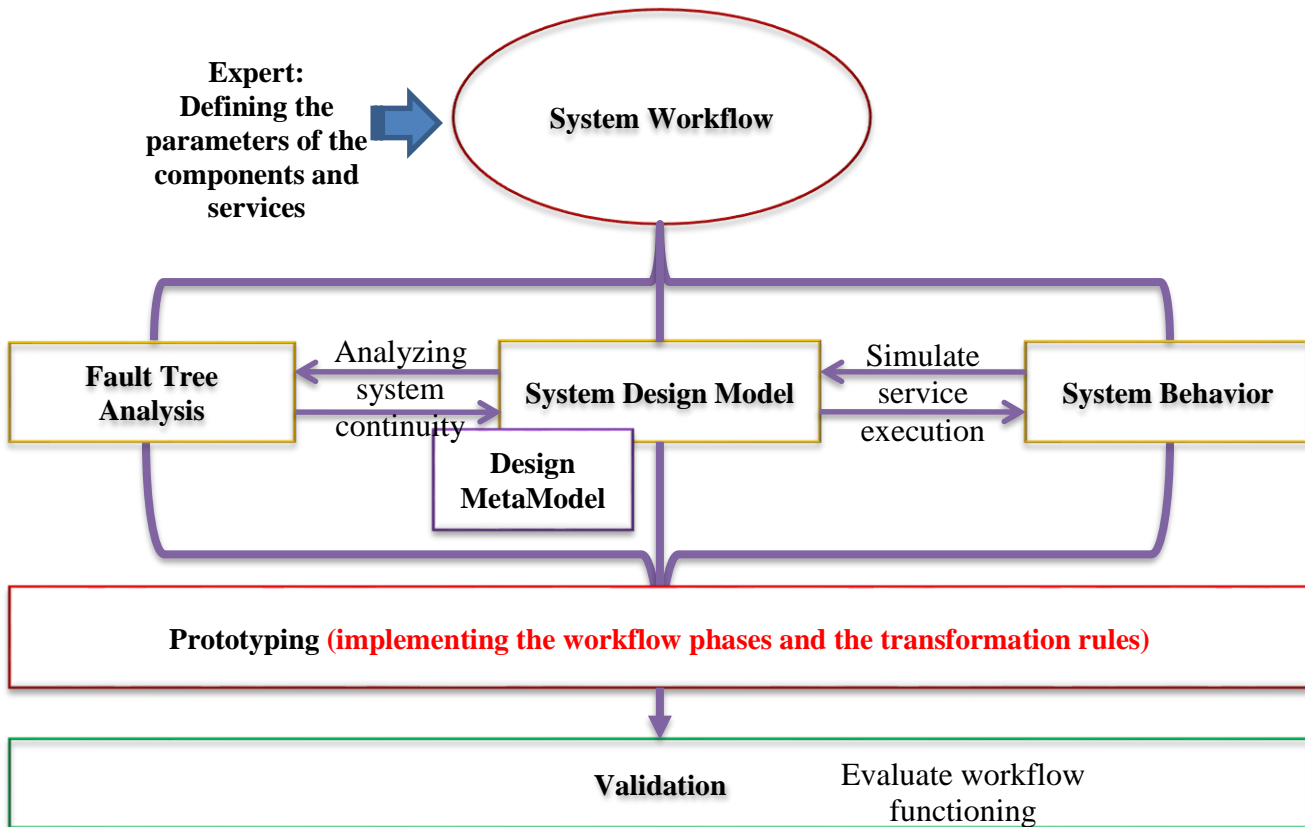 Expert:
Defining the
parameters of the
components and
services
System Workflow
Fault Tree
Analysis
Analyzing
system
continuity
System Design Model
Design
MetaModel
Simulate
service
execution
System Behavior
Prototyping (implementing the workflow phases and the transformation rules)
Validation
Evaluate workflow
functioning